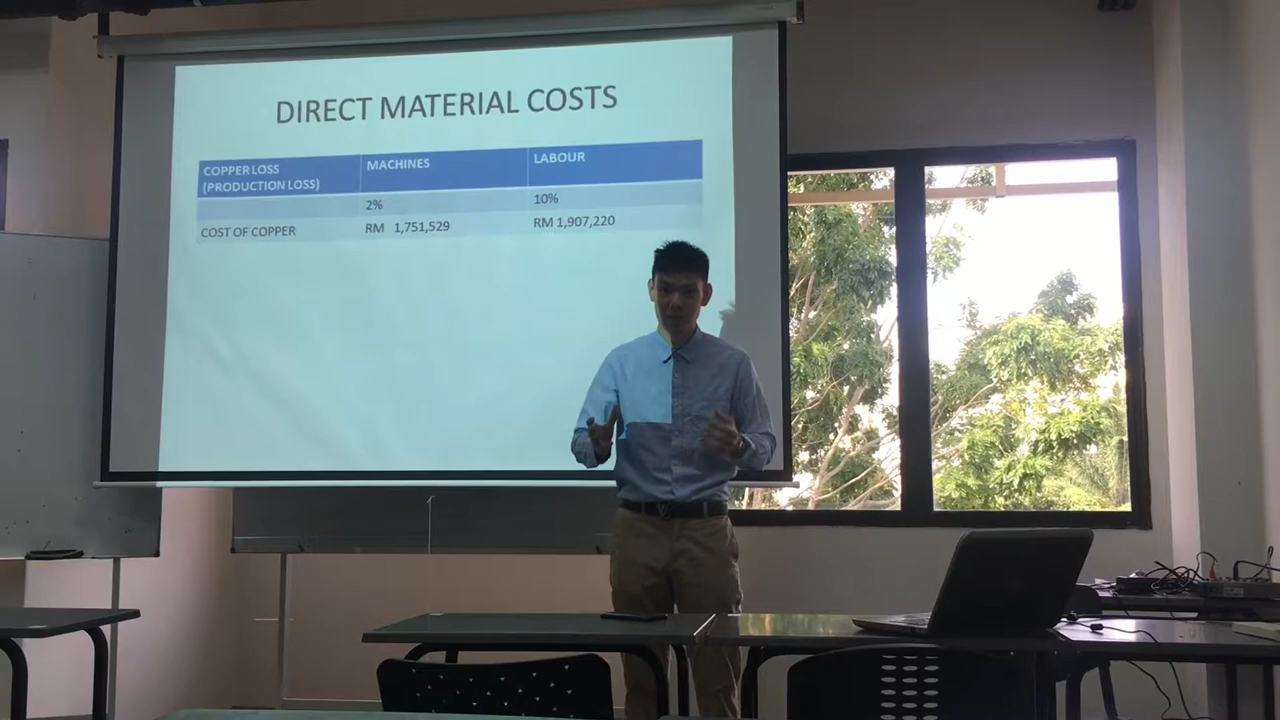 DIRECT MATERIAL COSTS
COPPER LOSS MACHINES LABOUR
(PRODUCTION LOSS)
2% 10%
COST OF COPPER RM 1,751,529 RM 1,907,220